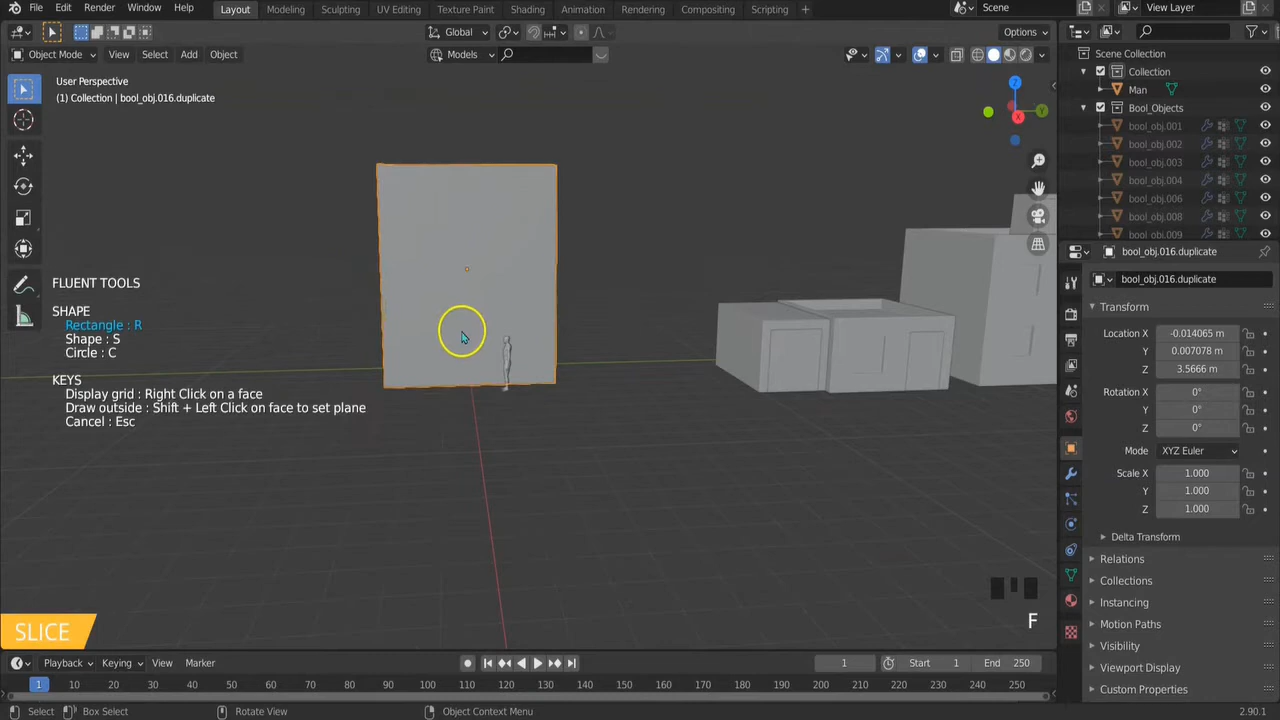 File Edit Render Window Help Layout Modeling Sculpting UV Editing Texture Paint Shading Animation Rendering Compositing Scripting + Scene View Layer
Global Options
Object Mode View Select Add Object Models
User Perspective
(1) Collection | bool_obj.016.duplicate
Scene Collection
Collection
Man
Bool_Objects
bool_obj.001
bool_obj.002
bool_obj.003
bool_obj.004
bool_obj.006
bool_obj.008
bool_obj.009
X
Y
Z
bool_obj.016.duplicate
bool_obj.016.duplicate
Transform
Location X -0.014065 m
Y 0.007078 m
Z 3.5666 m
Rotation X 0°
Y 0°
Z 0°
Mode XYZ Euler
Scale X 1.000
Y 1.000
Z 1.000
Delta Transform
Relations
Collections
Instancing
Motion Paths
Visibility
Viewport Display
Custom Properties
FLUENT TOOLS
SHAPE
Rectangle : R
Shape : S
Circle : C
KEYS
Display grid : Right Click on a face
Draw outside : Shift + Left Click on face to set plane
Cancel : Esc
F
SLICE
Playback Keying View Marker 1 Start 1 End 250
1 10 20 30 40 50 60 70 80 90 100 110 120 130 140 150 160 170 180 190 200 210 220 230 240 250
Select Box Select Rotate View Object Context Menu 2.90.1